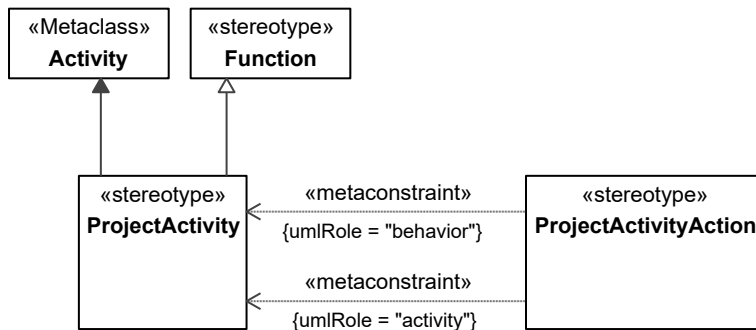 «Metaclass»
Activity
«stereotype»
Function
«stereotype»
ProjectActivity
«metaconstraint»
{umlRole = "behavior"}
«metaconstraint»
{umlRole = "activity"}
«stereotype»
ProjectActivityAction